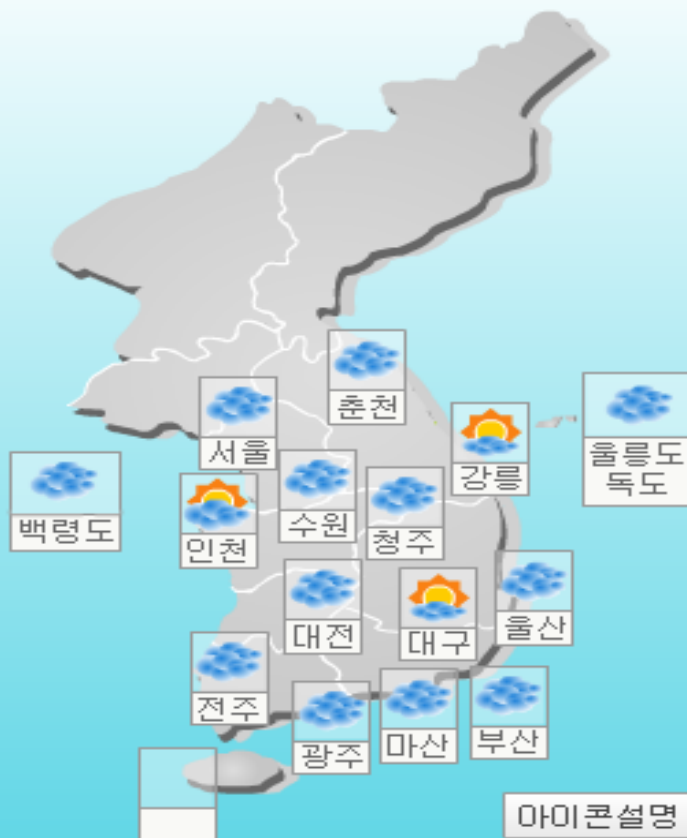 춘천
서울
강릉
울릉도
독도
백령도
인천
수원
청주
대전
대구
울산
전주
광주
마산
부산
아이콘설명